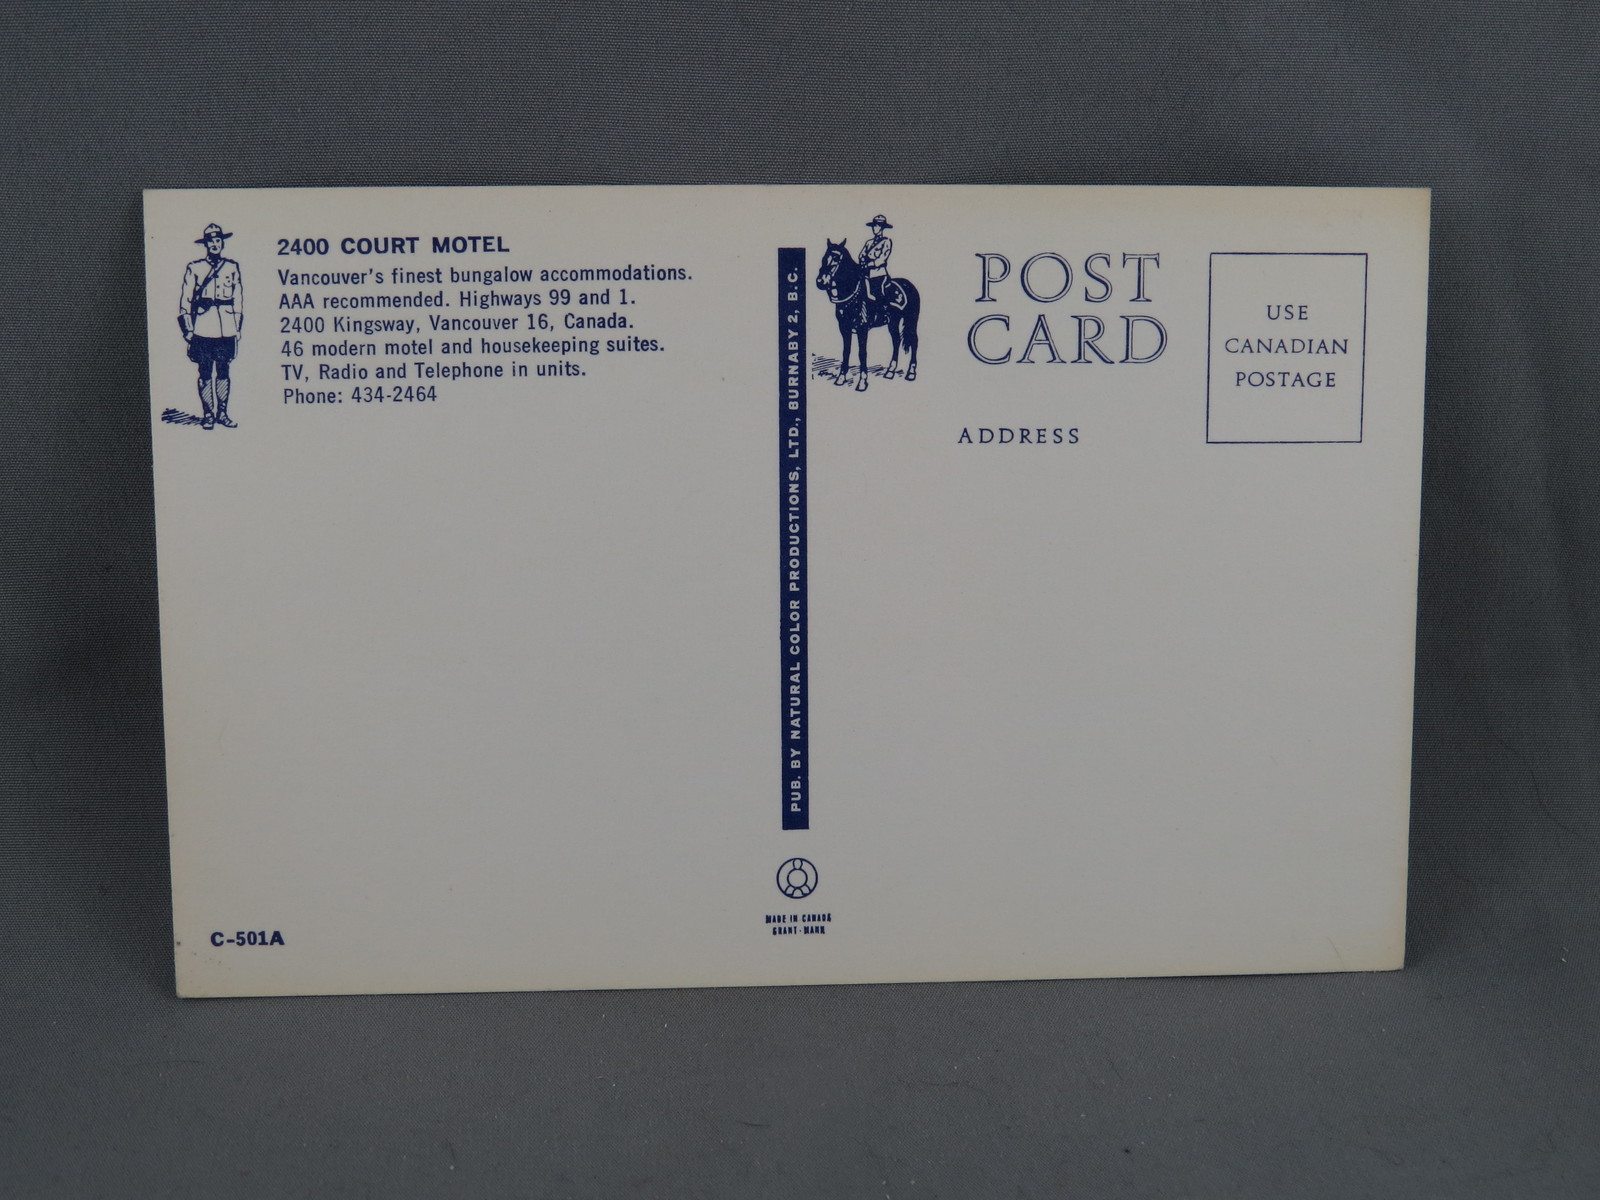 2400 COURT MOTEL
Vancouver's finest bungalow accommodations.
AAA recommended. Highways 99 and 1.
2400 Kingsway, Vancouver 16, Canada.
46 modern motel and housekeeping suites.
TV, Radio and Telephone in units.
Phone: 434-2464
C-501A
PUB. BY NATURAL COLOR PRODUCTIONS, LTD., BURNABY 2, B.C.
MADE IN CANADA
GRANT-MANN
POST
CARD
ADDRESS
USE
CANADIAN
POSTAGE